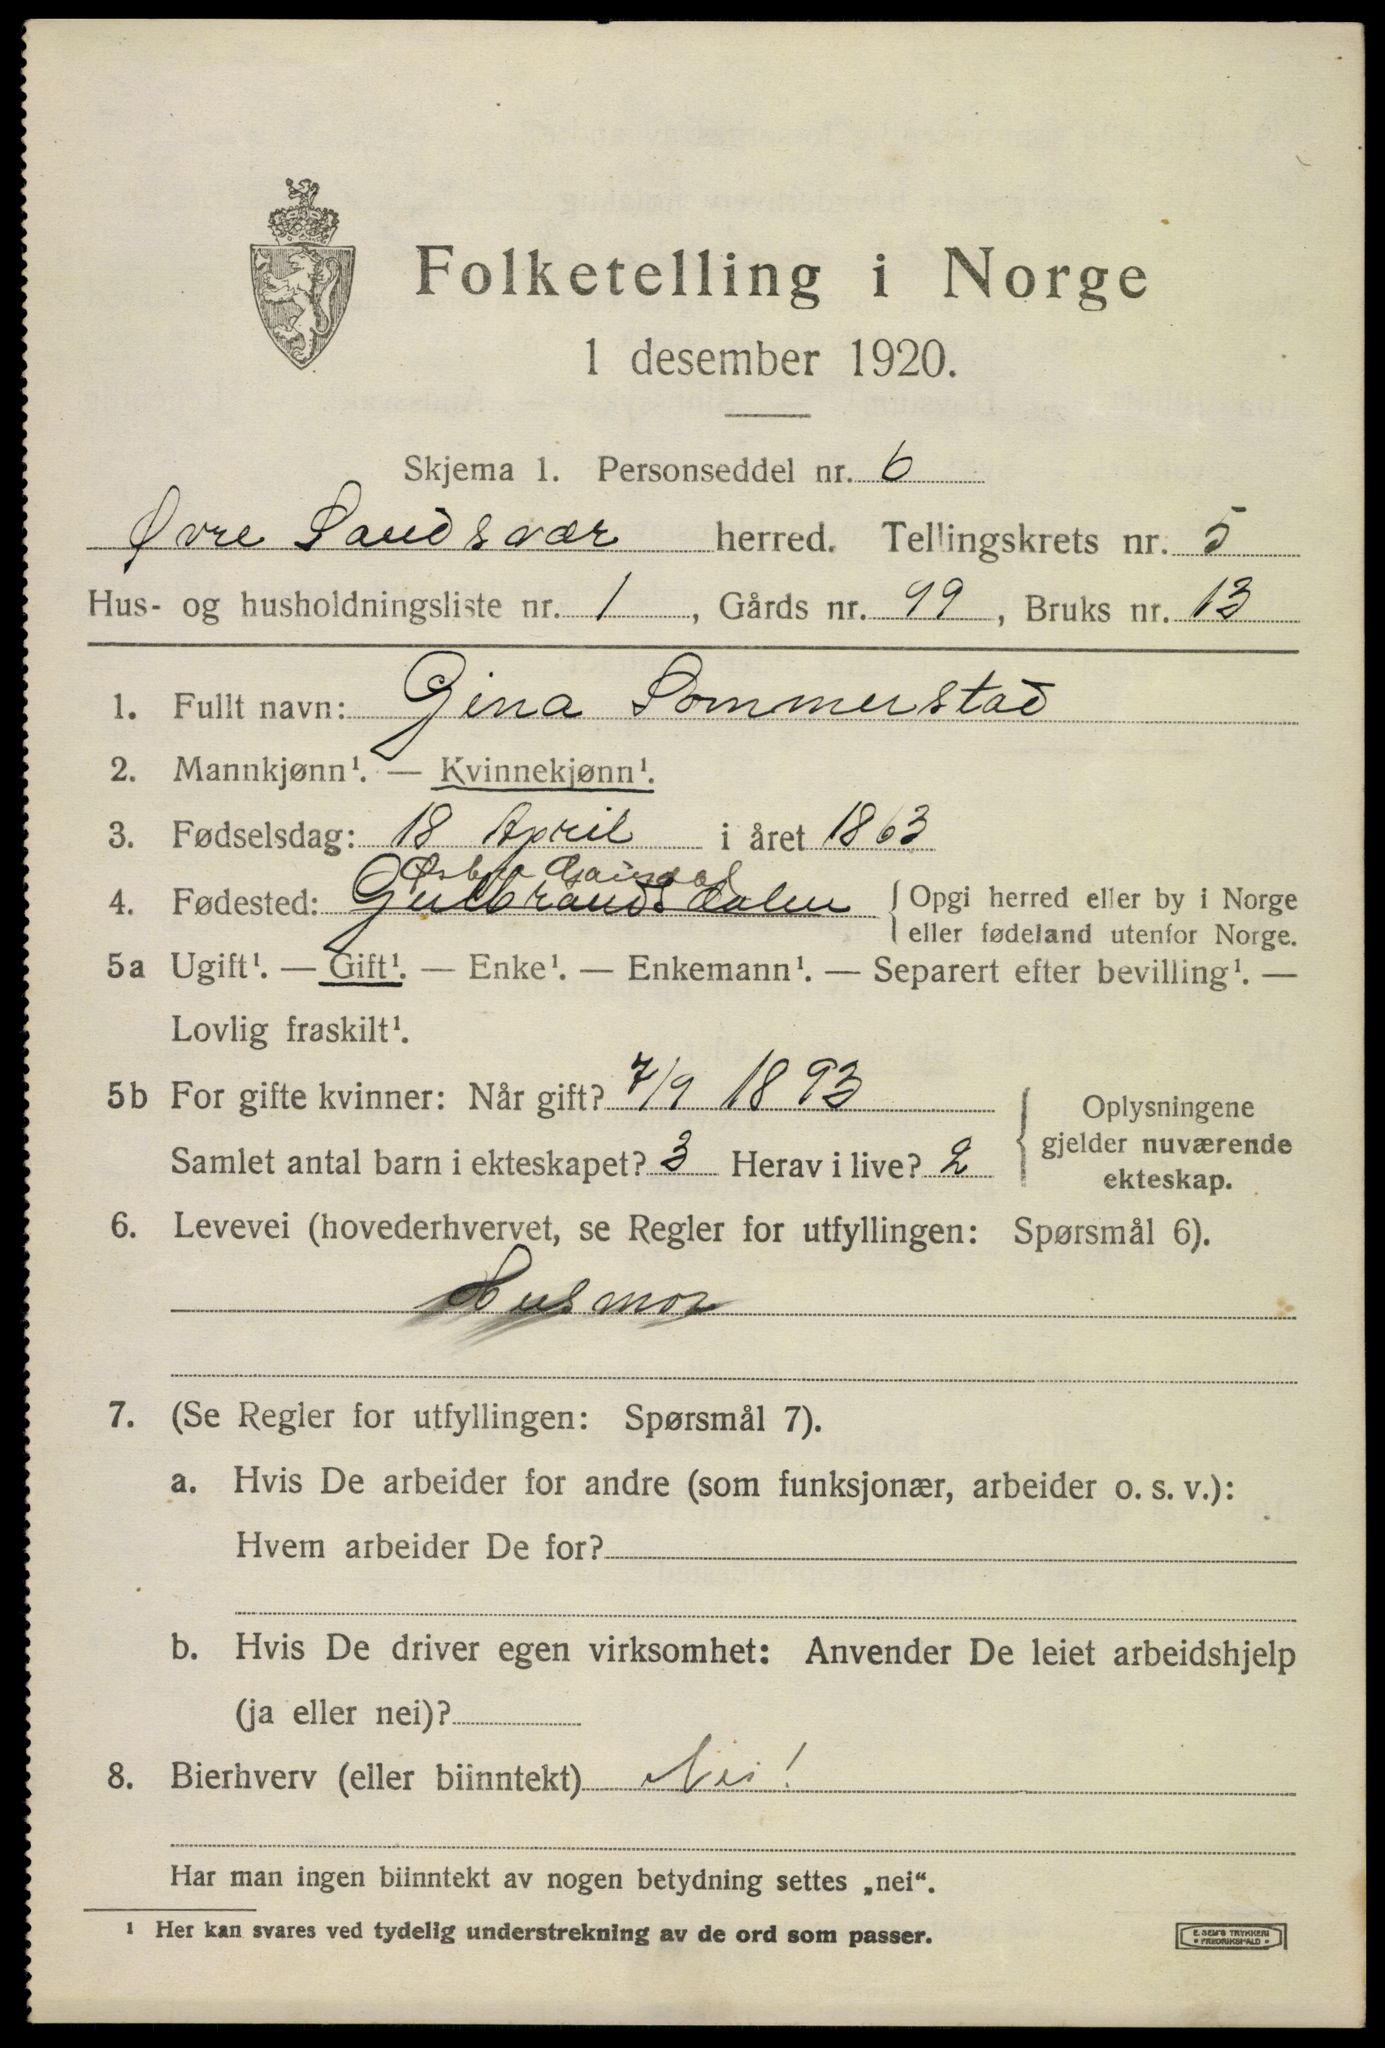 Folketelling i Norge
1 desember 1920.
Skjema 1. Personseddel nr. 6
Øvre Sandsvær herred. Tellingskrets nr. 5
Hus- og husholdningsliste nr. 1, Gårds nr. 99, Bruks nr. 13
1. Fullt navn: Gina Sommerstad
2. Mannkjønn¹. — Kvinnekjønn¹.
3. Fødselsdag: 18 April i året 1863
Østre Gausdal
4. Fødested: Gulbrandsdalen { Opgi herred eller by i Norge
eller fødeland utenfor Norge.
5a Ugift¹. — Gift¹. — Enke¹. — Enkemann¹. — Separert efter bevilling¹. —
Lovlig fraskilt¹.
5b For gifte kvinner: Når gift? 7/9 1893
Samlet antal barn i ekteskapet? 3 Herav i live? 2
{ Oplysningene
gjelder nuværende
ekteskap.
6. Levevei (hovederhvervet, se Regler for utfyllingen: Spørsmål 6).
Husmor
7. (Se Regler for utfyllingen: Spørsmål 7).
a. Hvis De arbeider for andre (som funksjonær, arbeider o. s. v.):
Hvem arbeider De for?
b. Hvis De driver egen virksomhet: Anvender De leiet arbeidshjelp
(ja eller nei)?
8. Bierhverv (eller biinntekt) Nei!
Har man ingen biinntekt av nogen betydning settes „nei“.
¹ Her kan svares ved tydelig understrekning av de ord som passer.
E. SEM'S TRYKKERI
• FREDRIKSHALD •